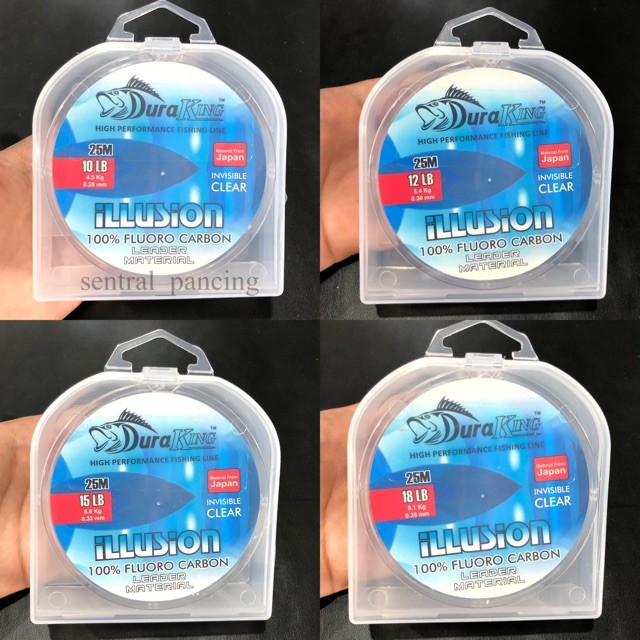 DuraKing™
HIGH PERFORMANCE FISHING LINE
25M
10 LB
4.5 Kg
0.28 mm
Material From
Japan
INVISIBLE
CLEAR
iLLUSiON
100% FLUORO CARBON
LEADER
MATERIAL
sentral_pancing
DuraKing™
HIGH PERFORMANCE FISHING LINE
25M
12 LB
5.4 Kg
0.30 mm
Material From
Japan
INVISIBLE
CLEAR
iLLUSiON
100% FLUORO CARBON
LEADER
MATERIAL
DuraKing™
HIGH PERFORMANCE FISHING LINE
25M
15 LB
6.8 Kg
0.33 mm
Material From
Japan
INVISIBLE
CLEAR
iLLUSiON
100% FLUORO CARBON
LEADER
MATERIAL
DuraKing™
HIGH PERFORMANCE FISHING LINE
25M
18 LB
8.1 Kg
0.35 mm
Material From
Japan
INVISIBLE
CLEAR
iLLUSiON
100% FLUORO CARBON
LEADER
MATERIAL